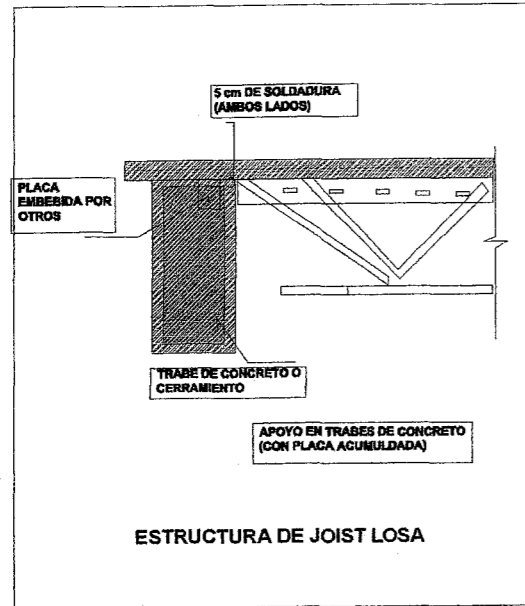 5 cm DE SOLDADURA
(AMBOS LADOS)
PLACA
EMBEBIDA POR
OTROS
TRABE DE CONCRETO O
CERRAMIENTO
APOYO EN TRABES DE CONCRETO
(CON PLACA ACUMULDADA)
ESTRUCTURA DE JOIST LOSA